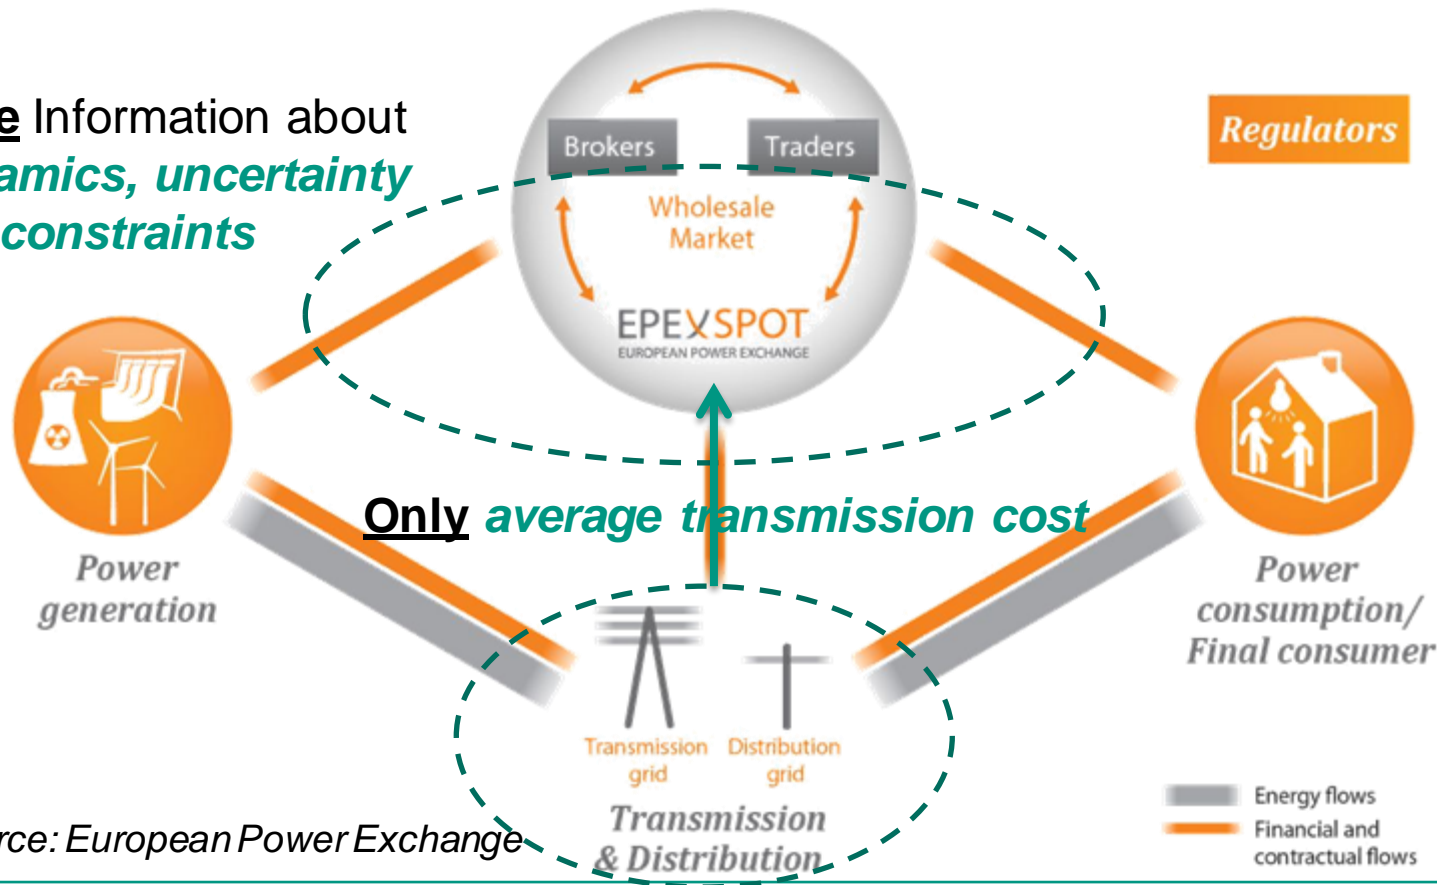 Information about
uncertainty
constraints
Brokers
Traders
Wholesale
Market
EPEXSPOT
EUROPEAN POWER EXCHANGE
Regulators
Only average transmission cost
Power
generation
Power
consumption/
Final consumer
Transmission
grid
Distribution
grid
Transmission
& Distribution
Energy flows
Financial and
contractual flows
European Power Exchange